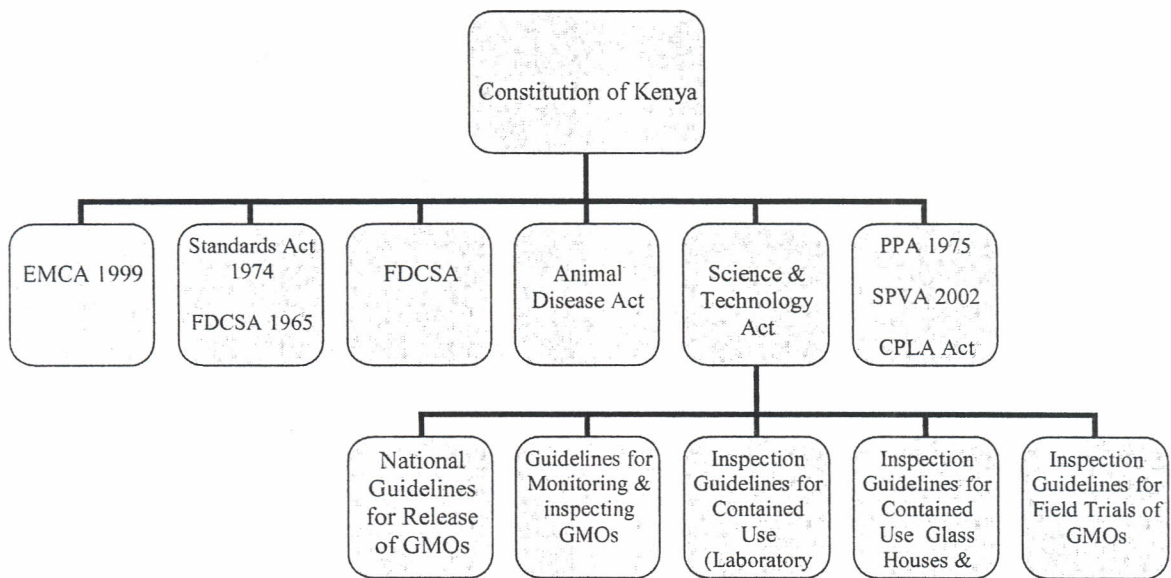 Constitution of Kenya
EMCA 1999
Standards Act
1974
FDCSA 1965
FDCSA
Animal
Disease Act
Science &
Technology
Act
PPA 1975
SPVA 2002
CPLA Act
National
Guidelines
for Release
of GMOs
Guidelines for
Monitoring &
inspecting
GMOs
Inspection
Guidelines for
Contained
Use
(Laboratory
Inspection
Guidelines for
Contained
Use Glass
Houses &
Inspection
Guidelines for
Field Trials of
GMOs